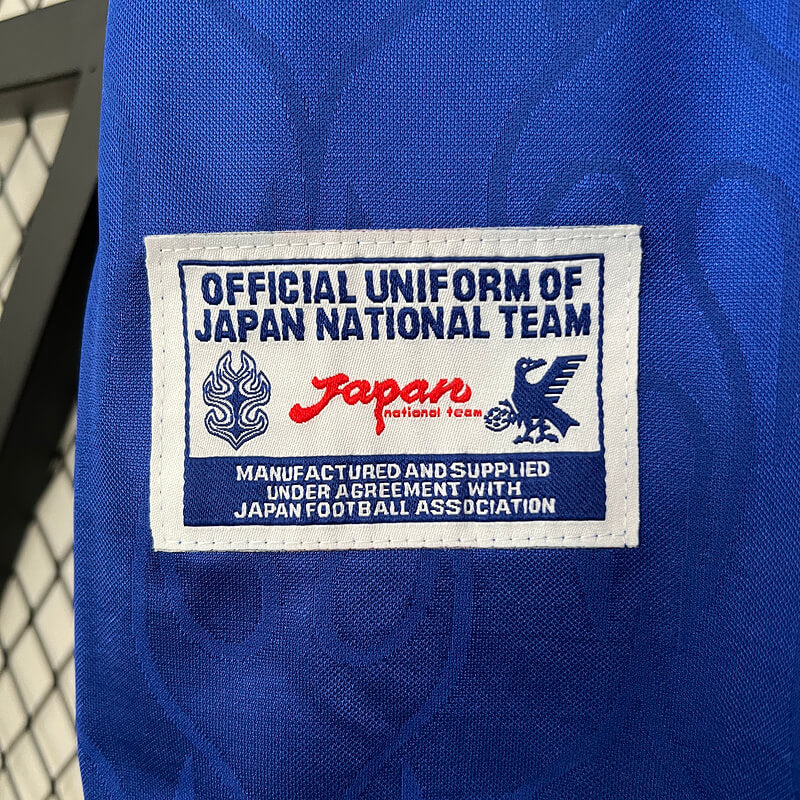 OFFICIAL UNIFORM OF
JAPAN NATIONAL TEAM
Japan
national team
MANUFACTURED AND SUPPLIED
UNDER AGREEMENT WITH
JAPAN FOOTBALL ASSOCIATION